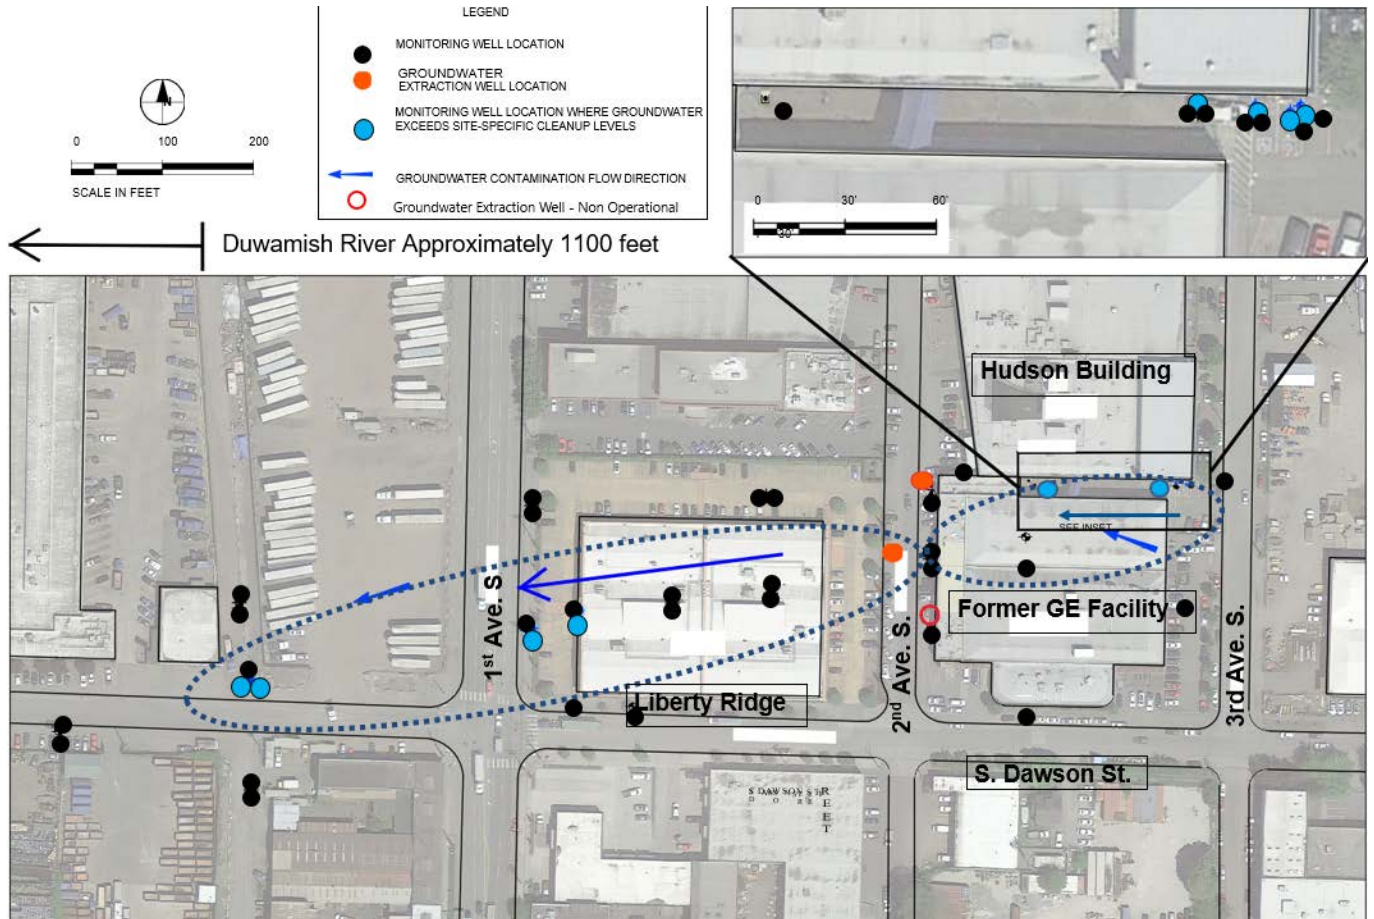 LEGEND
MONITORING WELL LOCATION
GROUNDWATER
EXTRACTION WELL LOCATION
MONITORING WELL LOCATION WHERE GROUNDWATER
EXCEEDS SITE-SPECIFIC CLEANUP LEVELS
GROUNDWATER CONTAMINATION FLOW DIRECTION
Groundwater Extraction Well - Non Operational
N
0 100 200
SCALE IN FEET
Duwamish River Approximately 1100 feet
0 30' 60'
Hudson Building
SEE INSET
Former GE Facility
1st Ave. S.
2nd Ave. S.
3rd Ave. S.
Liberty Ridge
S. Dawson St.